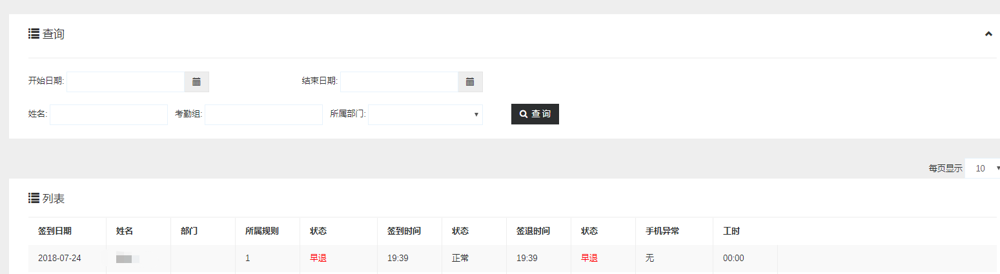 查询
开始日期: 结束日期:
姓名: 考勤组: 所属部门: 查询
每页显示 10
列表
签到日期 姓名 部门 所属规则 状态 签到时间 状态 签退时间 状态 手机异常 工时
2018-07-24 1 早退 19:39 正常 19:39 早退 无 00:00